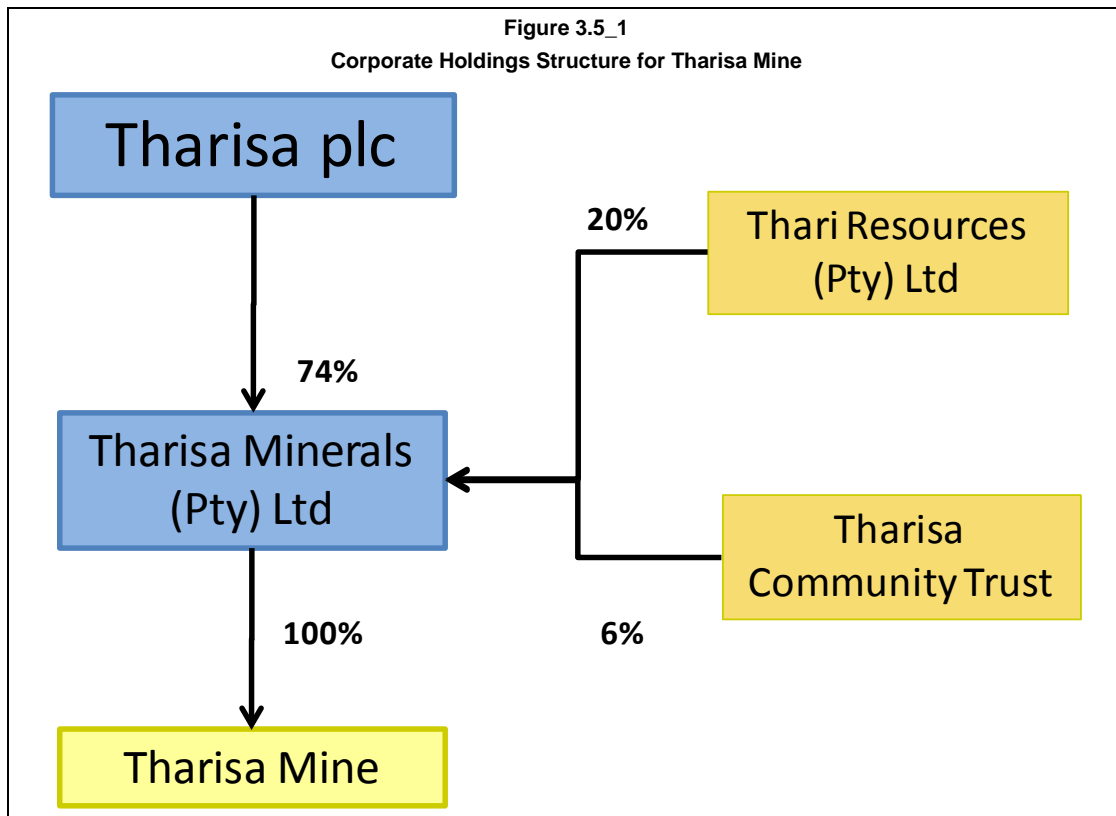 Figure 3.5_1
Corporate Holdings Structure for Tharisa Mine
Tharisa plc
20%
Thari Resources
(Pty) Ltd
74%
Tharisa Minerals
(Pty) Ltd
Tharisa
Community Trust
100%
6%
Tharisa Mine